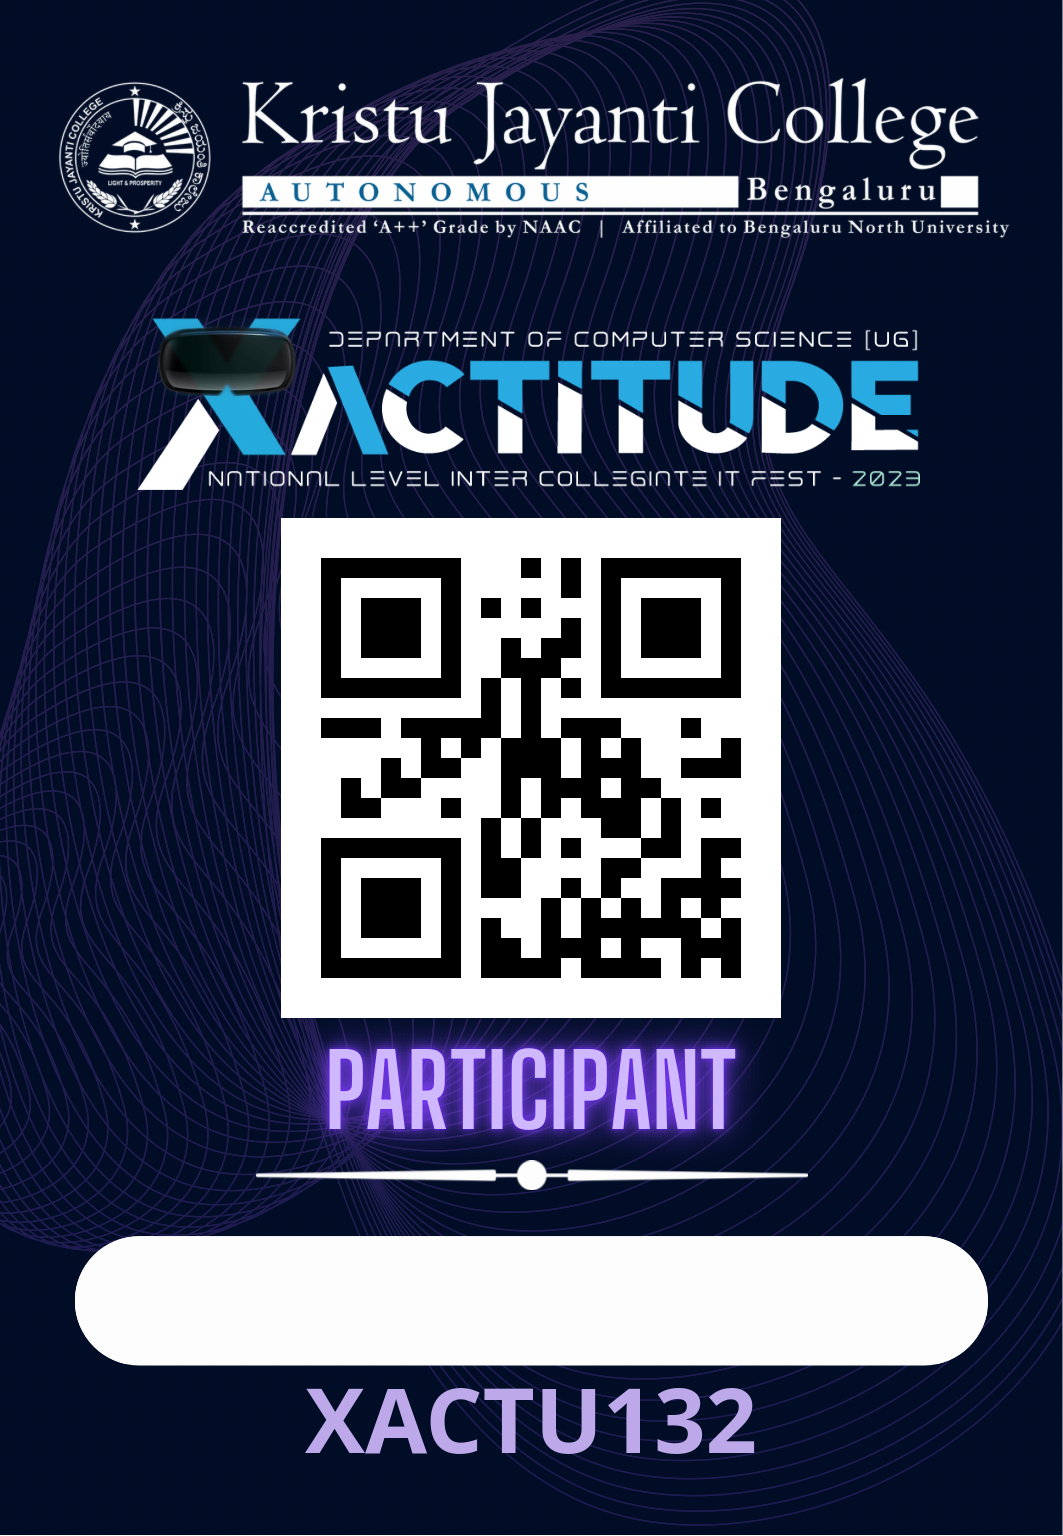 Kristu Jayanti College
AUTONOMOUS Bengaluru
Reaccredited ‘A++’ Grade by NAAC | Affiliated to Bengaluru North University
KRISTU JAYANTI COLLEGE
LIGHT & PROSPERITY
DEPARTMENT OF COMPUTER SCIENCE [UG]
XACTITUDE
NATIONAL LEVEL INTER COLLEGIATE IT FEST - 2023
PARTICIPANT
XACTU132